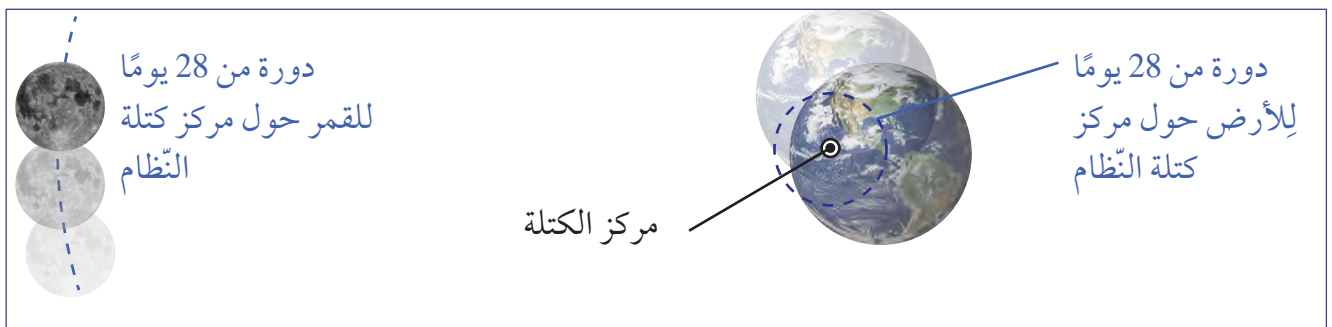 دورة من 28 يومًا
لِلأرض حول مركز
كتلة النّظام
دورة من 28 يومًا
للقمر حول مركز كتلة
النّظام
مركز الكتلة